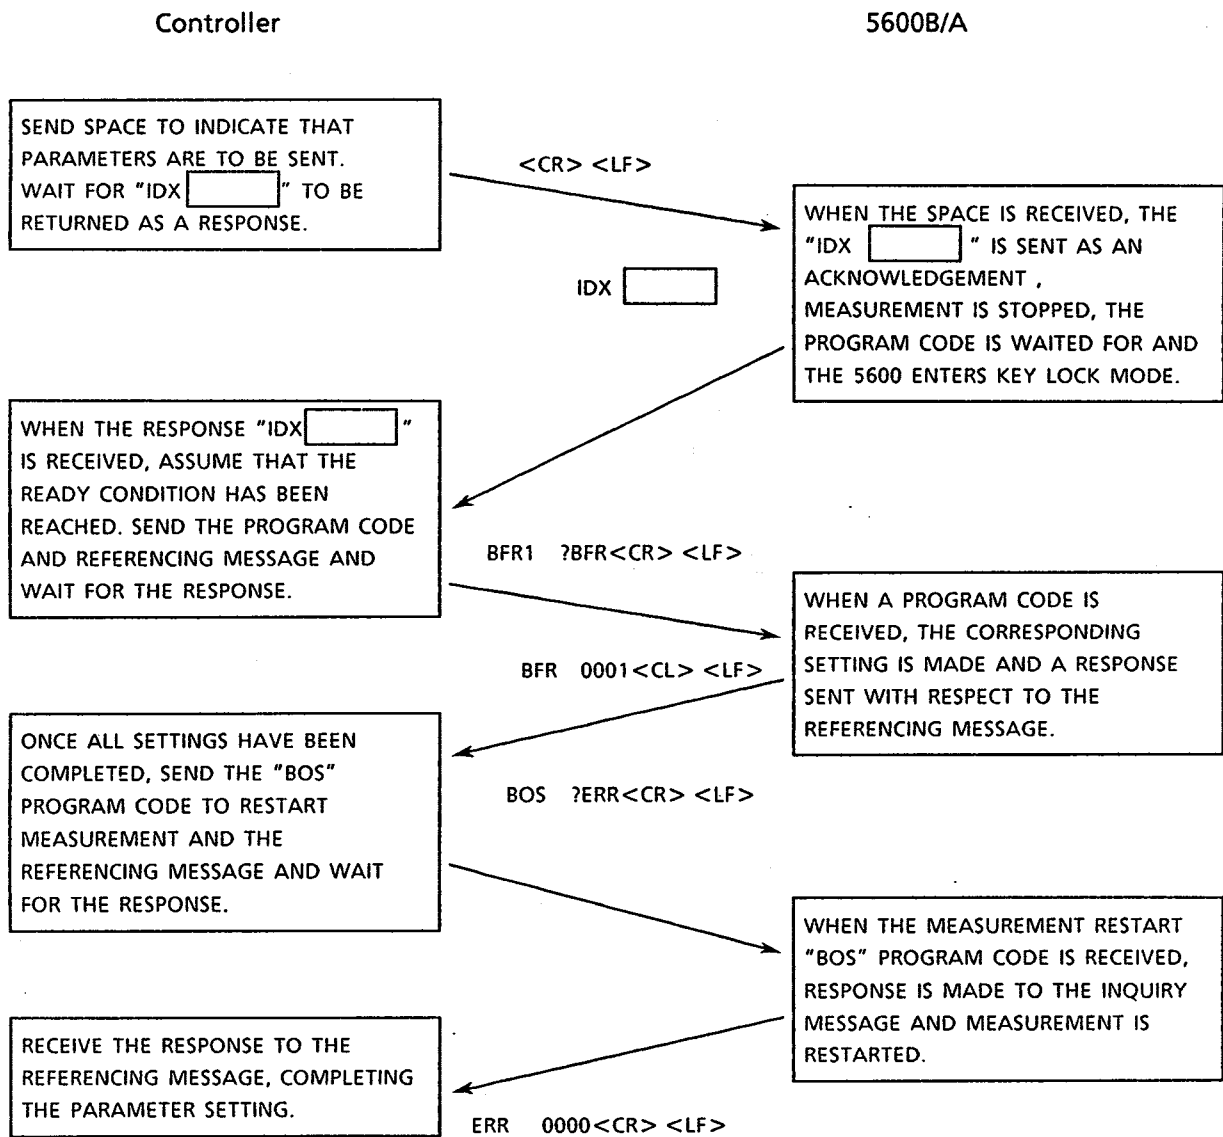 Controller
5600B/A
SEND SPACE TO INDICATE THAT
PARAMETERS ARE TO BE SENT.
WAIT FOR "IDX " TO BE
RETURNED AS A RESPONSE.
<CR> <LF>
WHEN THE SPACE IS RECEIVED, THE
"IDX " IS SENT AS AN
ACKNOWLEDGEMENT ,
MEASUREMENT IS STOPPED, THE
PROGRAM CODE IS WAITED FOR AND
THE 5600 ENTERS KEY LOCK MODE.
IDX
WHEN THE RESPONSE "IDX "
IS RECEIVED, ASSUME THAT THE
READY CONDITION HAS BEEN
REACHED. SEND THE PROGRAM CODE
AND REFERENCING MESSAGE AND
WAIT FOR THE RESPONSE.
BFR1 ?BFR<CR> <LF>
WHEN A PROGRAM CODE IS
RECEIVED, THE CORRESPONDING
SETTING IS MADE AND A RESPONSE
SENT WITH RESPECT TO THE
REFERENCING MESSAGE.
BFR 0001<CL> <LF>
ONCE ALL SETTINGS HAVE BEEN
COMPLETED, SEND THE "BOS"
PROGRAM CODE TO RESTART
MEASUREMENT AND THE
REFERENCING MESSAGE AND WAIT
FOR THE RESPONSE.
BOS ?ERR<CR> <LF>
WHEN THE MEASUREMENT RESTART
"BOS" PROGRAM CODE IS RECEIVED,
RESPONSE IS MADE TO THE INQUIRY
MESSAGE AND MEASUREMENT IS
RESTARTED.
RECEIVE THE RESPONSE TO THE
REFERENCING MESSAGE, COMPLETING
THE PARAMETER SETTING.
ERR 0000<CR> <LF>